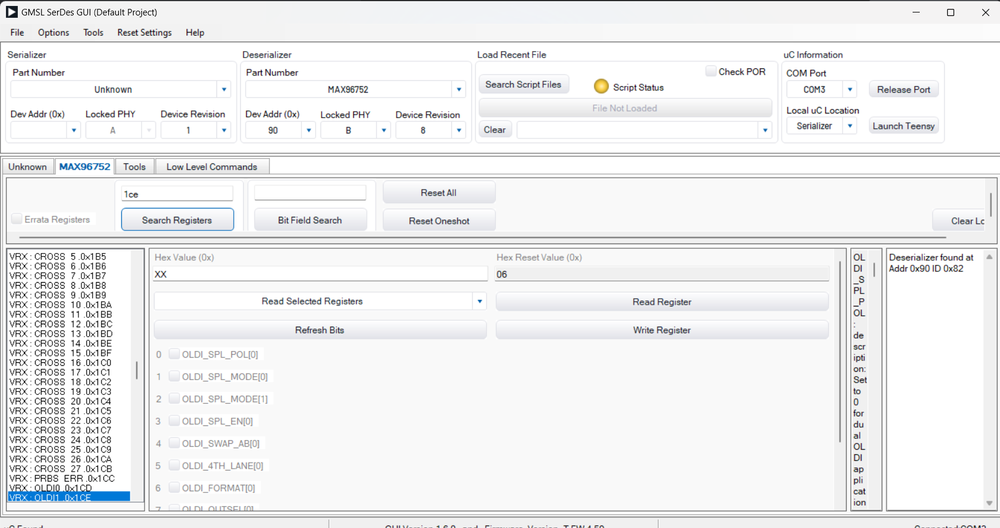 GMSL SerDes GUI (Default Project)
File Options Tools Reset Settings Help
Serializer
Part Number
Unknown
Dev Addr (0x) Locked PHY Device Revision
A 1
Deserializer
Part Number
MAX96752
Dev Addr (0x) Locked PHY Device Revision
90 B 8
Load Recent File
Check POR
Search Script Files Script Status
File Not Loaded
Clear
uC Information
COM Port
COM3 Release Port
Local uC Location
Serializer Launch Teensy
Unknown MAX96752 Tools Low Level Commands
1ce Reset All
Errata Registers Search Registers Bit Field Search Reset Oneshot Clear Lo
VRX : CROSS 5 .0x1B5
VRX : CROSS 6 .0x1B6
VRX : CROSS 7 .0x1B7
VRX : CROSS 8 .0x1B8
VRX : CROSS 9 .0x1B9
VRX : CROSS 10 .0x1BA
VRX : CROSS 11 .0x1BB
VRX : CROSS 12 .0x1BC
VRX : CROSS 13 .0x1BD
VRX : CROSS 14 .0x1BE
VRX : CROSS 15 .0x1BF
VRX : CROSS 16 .0x1C0
VRX : CROSS 17 .0x1C1
VRX : CROSS 18 .0x1C2
VRX : CROSS 19 .0x1C3
VRX : CROSS 20 .0x1C4
VRX : CROSS 21 .0x1C5
VRX : CROSS 22 .0x1C6
VRX : CROSS 23 .0x1C7
VRX : CROSS 24 .0x1C8
VRX : CROSS 25 .0x1C9
VRX : CROSS 26 .0x1CA
VRX : CROSS 27 .0x1CB
VRX : PRBS ERR .0x1CC
VRX : OLDI0 .0x1CD
VRX : OLDI1 .0x1CE
Hex Value (0x) Hex Reset Value (0x)
XX 06
Read Selected Registers Read Register
Refresh Bits Write Register
0 OLDI_SPL_POL[0]
1 OLDI_SPL_MODE[0]
2 OLDI_SPL_MODE[1]
3 OLDI_SPL_EN[0]
4 OLDI_SWAP_AB[0]
5 OLDI_4TH_LANE[0]
6 OLDI_FORMAT[0]
7 OLDI_OUTSEL[0]
OL
DI
_S
PL
_P
OL
:
de
scr
ipti
on:
Set
to
0
for
du
al
OL
DI
ap
pli
cat
ion
Deserializer found at
Addr 0x90 ID 0x82
uC Found GUI Version 1.6.9 and Firmware Version T FW 4.50 Connected:COM3